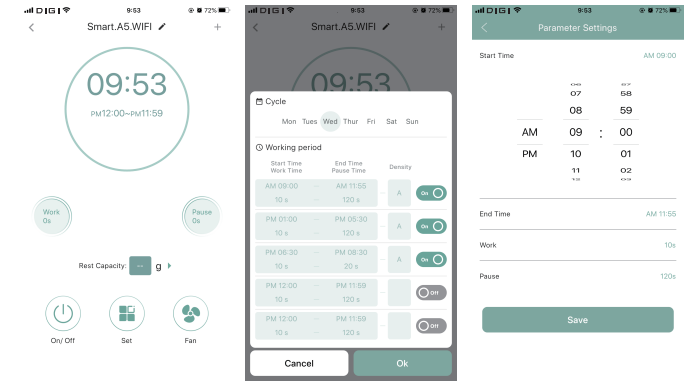 DIGI 9:53 72%
Smart.A5.WIFI
09:53
PM12:00~PM11:59
Work
0s
Pause
0s
Rest Capacity: -- g
On/ Off Set Fan
DIGI 9:53 72%
Smart.A5.WIFI
09:53
Cycle
Mon Tues Wed Thur Fri Sat Sun
Working period
Start Time End Time Density
Work Time Pause Time
AM 09:00 -- AM 11:55 A On
10 s -- 120 s
PM 01:00 -- PM 05:30 A On
10 s -- 120 s
PM 06:30 -- PM 08:30 A On
10 s -- 20 s
PM 12:00 -- PM 11:59 Off
10 s -- 120 s
PM 12:00 -- PM 11:59 Off
10 s -- 120 s
Cancel Ok
DIGI 9:53 72%
Parameter Settings
Start Time AM 09:00
06 57
07 58
08 59
AM 09 : 00
PM 10 01
11 02
12 03
End Time AM 11:55
Work 10s
Pause 120s
Save